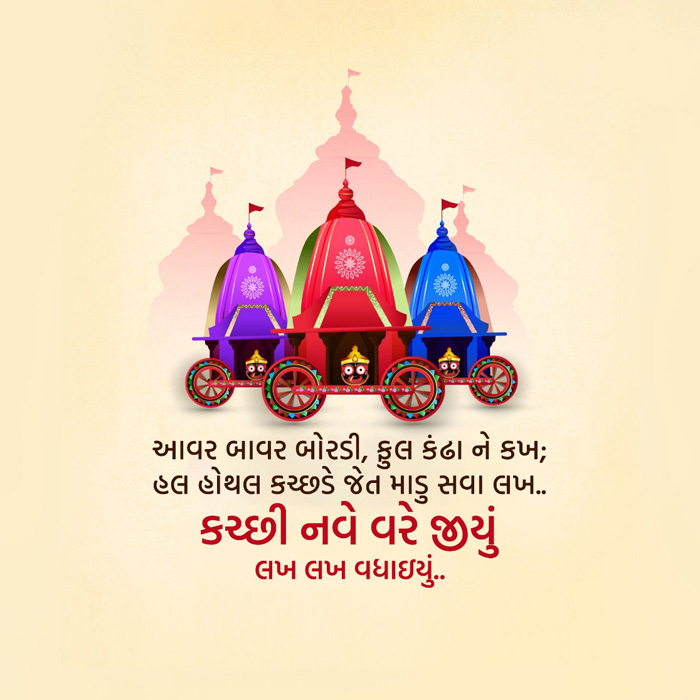 આવર બાવર બોરડી, ફુલ કંઢા ને કખ;
હલ હોથલ કચ્છડે જેત માડુ સવા લખ..
કચ્છી નવે વરે જીયું
લખ લખ વધાઇયું..